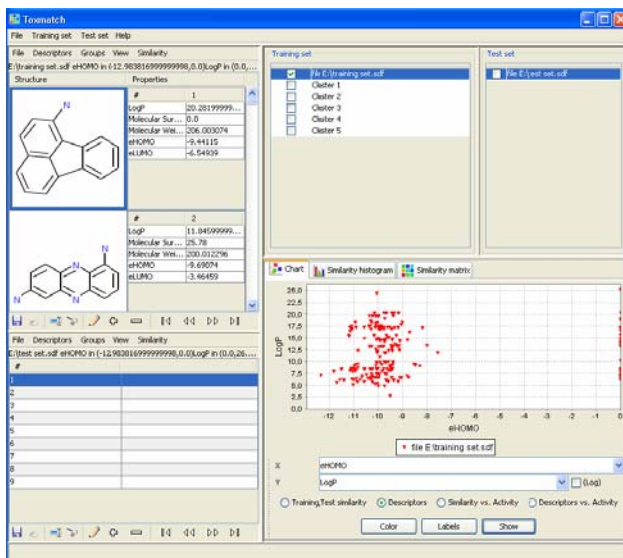 Toxmatch
File Training set Test set Help
File Descriptors Groups View Similarity
E:\training set.sdf eHOMO in (-12.983816999999998,0.0)LogP in (0.0,...
Structure Properties
# 1
LogP 20.28199999...
Molecular Sur... 0.0
Molecular Wei... 206.003074
eHOMO -9.44115
eLUMO -6.54939
N
# 2
LogP 11.84599999...
Molecular Sur... 25.78
Molecular Wei... 200.012296
eHOMO -9.69074
eLUMO -3.46459
N
N
N
N
File Descriptors Groups View Similarity
E:\test set.sdf eHOMO in (-12.983816999999998,0.0)LogP in (0.0,26....
#
1
2
3
4
5
6
7
8
9
Training set
file E:\training set.sdf
Cluster 1
Cluster 2
Cluster 3
Cluster 4
Cluster 5
Test set
file E:\test set.sdf
Chart Similarity histogram Similarity matrix
LogP
25,0
22,5
20,0
17,5
15,0
12,5
10,0
7,5
5,0
2,5
0,0
-12 -11 -10 -9 -8 -7 -6 -5 -4 -3 -2 -1 0
eHOMO
file E:\training set.sdf
X eHOMO
Y LogP (Log)
Training,Test similarity Descriptors Similarity vs. Activity Descriptors vs. Activity
Color Labels Show